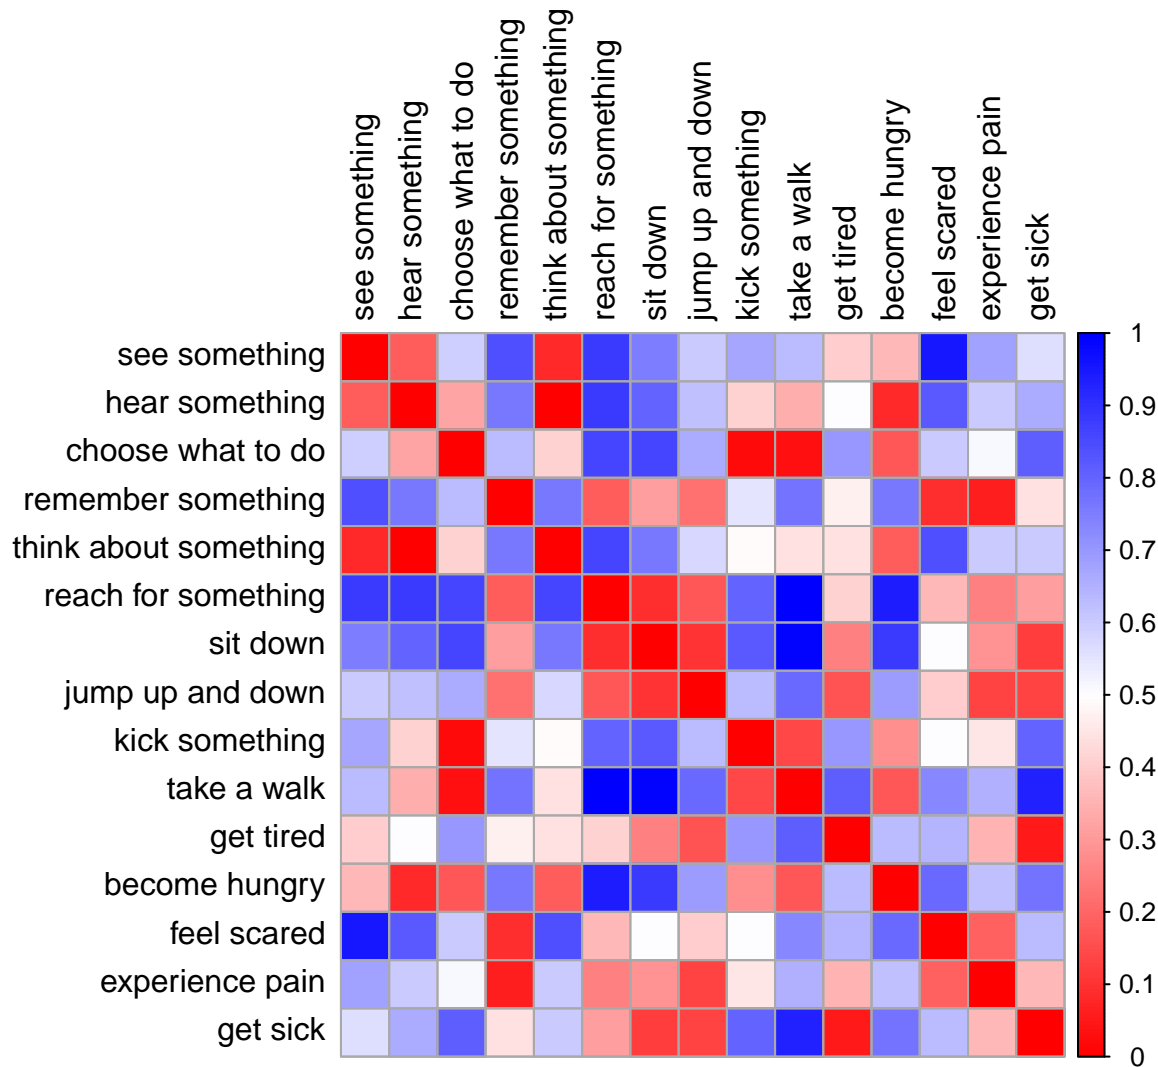 see something
hear something
choose what to do
remember something
think about something
reach for something
sit down
jump up and down
kick something
take a walk
get tired
become hungry
feel scared
experience pain
get sick
see something
hear something
choose what to do
remember something
think about something
reach for something
sit down
jump up and down
kick something
take a walk
get tired
become hungry
feel scared
experience pain
get sick
1
0.9
0.8
0.7
0.6
0.5
0.4
0.3
0.2
0.1
0